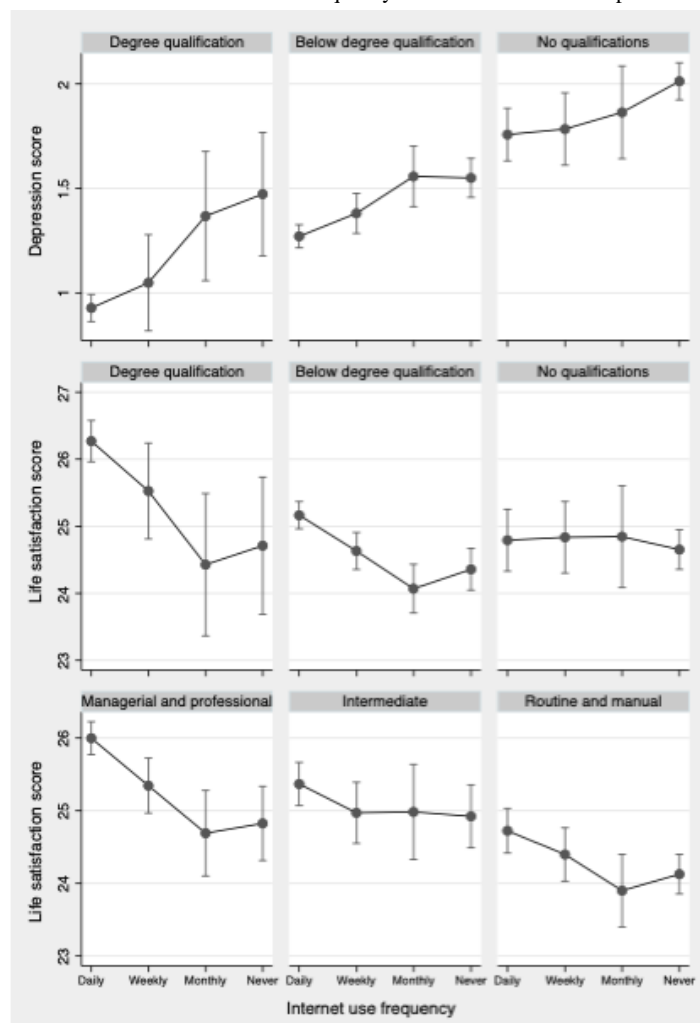 Degree qualification Below degree qualification No qualifications
2
1.5
1
Depression score
Degree qualification Below degree qualification No qualifications
27
26
25
24
23
Life satisfaction score
Managerial and professional Intermediate Routine and manual
26
25
24
23
Life satisfaction score
Daily Weekly Monthly Never Daily Weekly Monthly Never Daily Weekly Monthly Never
Internet use frequency